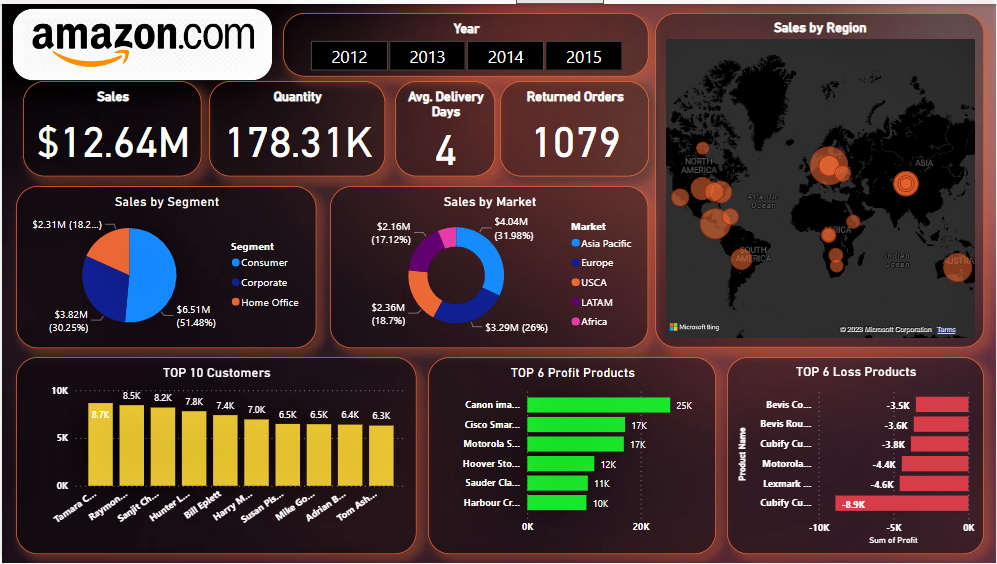 amazon.com
Year
2012 2013 2014 2015
Sales
$12.64M
Quantity
178.31K
Avg. Delivery
Days
4
Returned Orders
1079
Sales by Region
NORTH
AMERICA
ASIA
Atlantic
Ocean
AFRICA
SOUTH
AMERICA
Indian
Ocean
AUSTRA
Microsoft Bing
© 2023 Microsoft Corporation Terms
Sales by Segment
$2.31M (18.2...)
$3.82M
(30.25%)
$6.51M
(51.48%)
Segment
Consumer
Corporate
Home Office
Sales by Market
$2.16M
(17.12%)
$4.04M
(31.98%)
$2.36M
(18.7%)
$3.29M (26%)
Market
Asia Pacific
Europe
USCA
LATAM
Africa
TOP 10 Customers
10K
5K
0K
8.7K 8.5K 8.2K 7.8K 7.4K 7.0K 6.5K 6.5K 6.4K 6.3K
Tamara C... Raymon... Sanjit Ch... Hunter L... Bill Eplett Harry M... Susan Pis... Mike Go... Adrian B... Tom Ash...
TOP 6 Profit Products
Canon ima... 25K
Cisco Smar... 17K
Motorola S... 17K
Hoover Sto... 12K
Sauder Cla... 11K
Harbour Cr... 10K
0K 20K
TOP 6 Loss Products
Product Name
Bevis Co... -3.5K
Bevis Rou... -3.6K
Cubify Cu... -3.8K
Motorola... -4.4K
Lexmark ... -4.6K
Cubify Cu... -8.9K
-10K -5K 0K
Sum of Profit